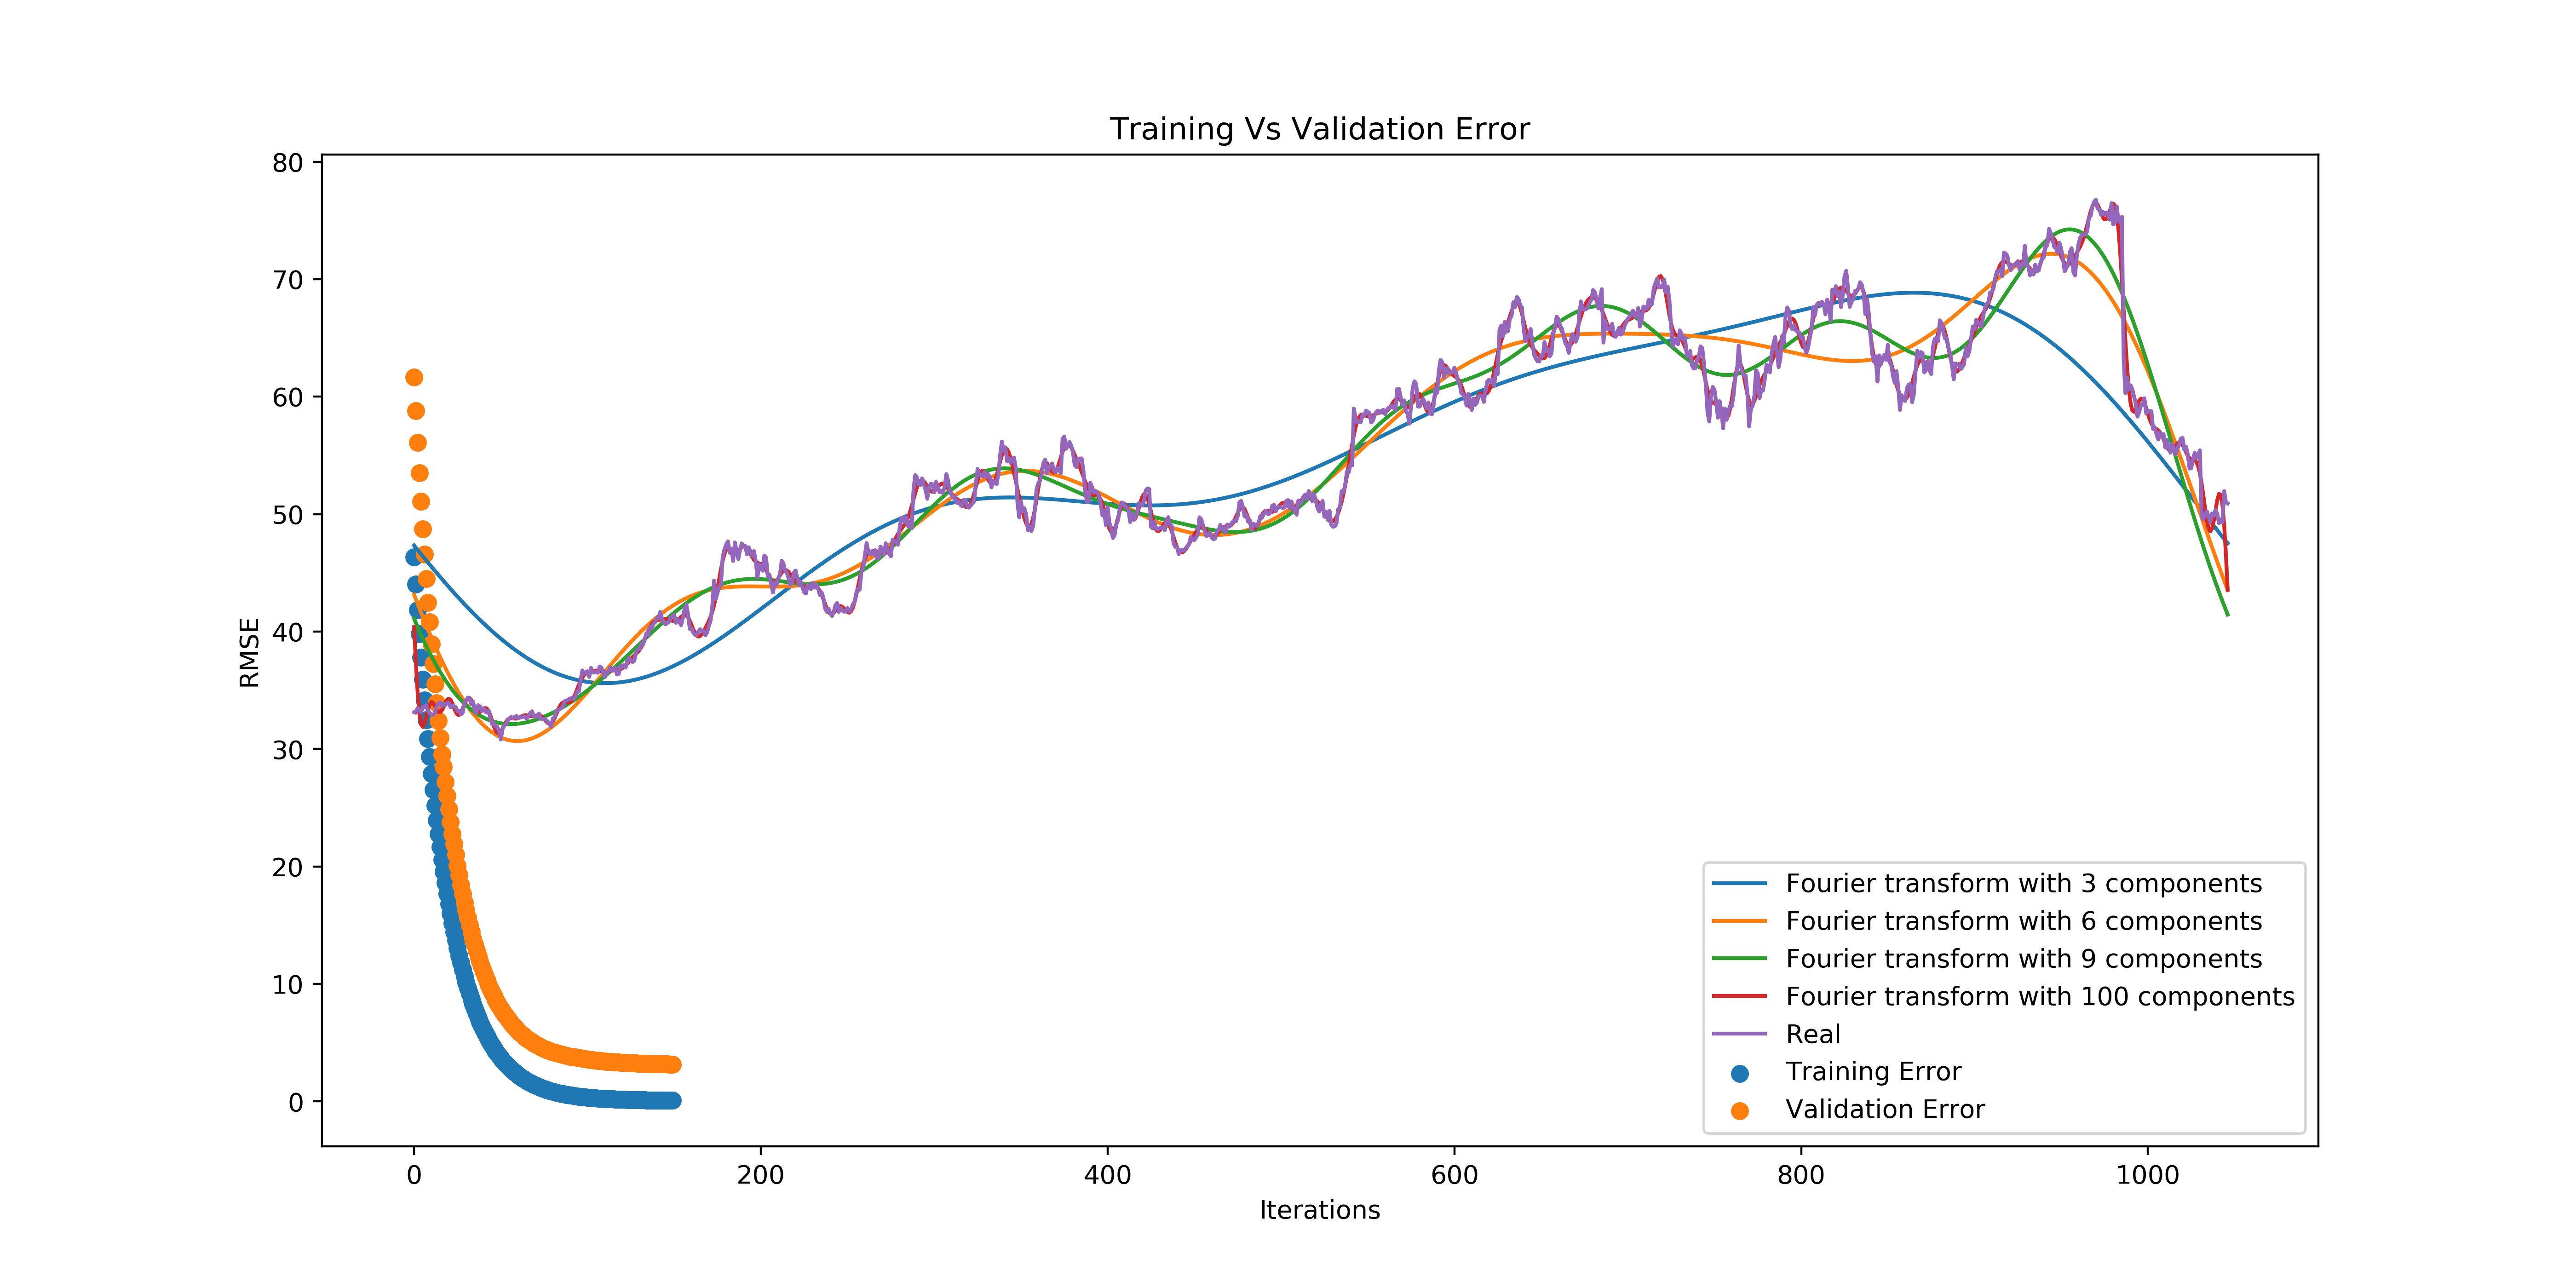 Training Vs Validation Error
80
70
60
50
40
30
20
10
0
RMSE
0 200 400 600 800 1000
Iterations
Fourier transform with 3 components
Fourier transform with 6 components
Fourier transform with 9 components
Fourier transform with 100 components
Real
Training Error
Validation Error